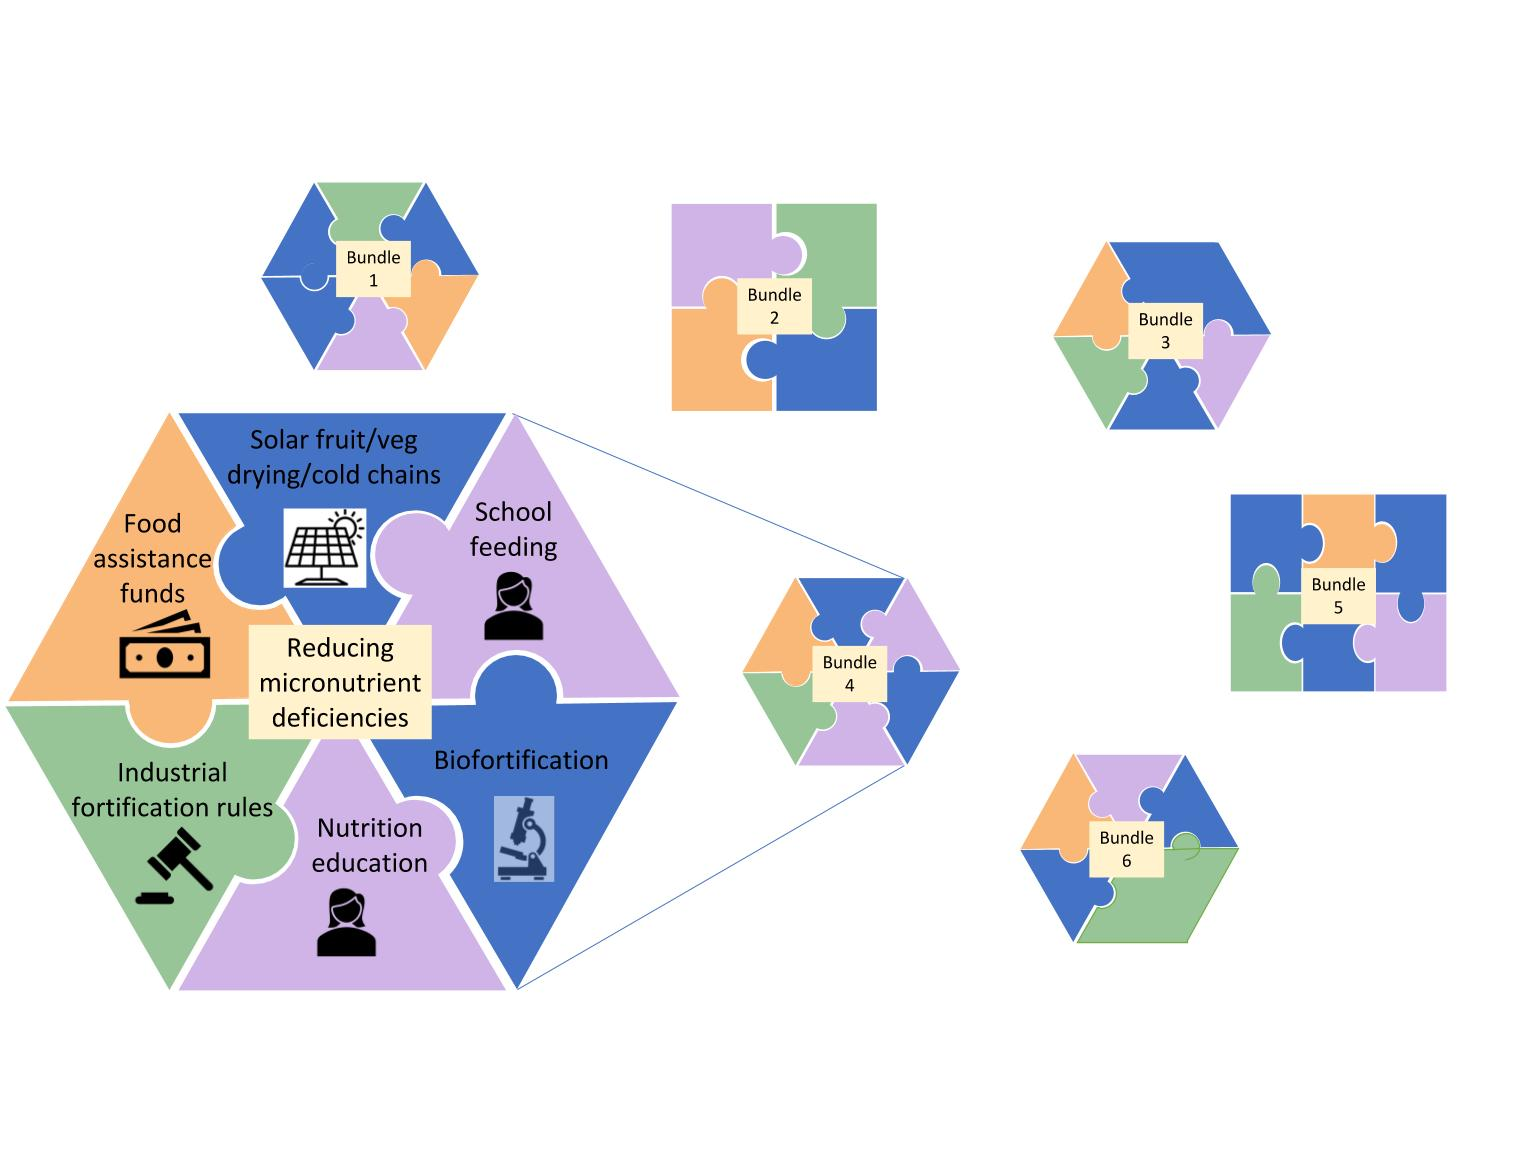 Bundle
1
Bundle
2
Bundle
3
Solar fruit/veg
drying/cold chains
School
feeding
Food
assistance
funds
Reducing
micronutrient
deficiencies
Industrial
fortification rules
Nutrition
education
Biofortification
Bundle
4
Bundle
5
Bundle
6